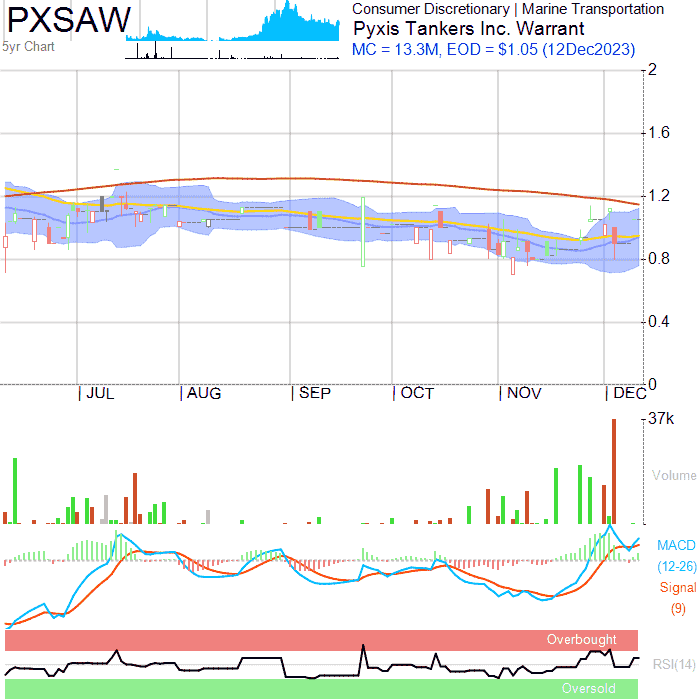 PXSAW
5yr Chart
Consumer Discretionary | Marine Transportation
Pyxis Tankers Inc. Warrant
MC = 13.3M, EOD = $1.05 (12Dec2023)
2
1.6
1.2
0.8
0.4
0
JUL AUG SEP OCT NOV DEC
37k
Volume
MACD
(12-26)
Signal
(9)
Overbought
RSI(14)
Oversold